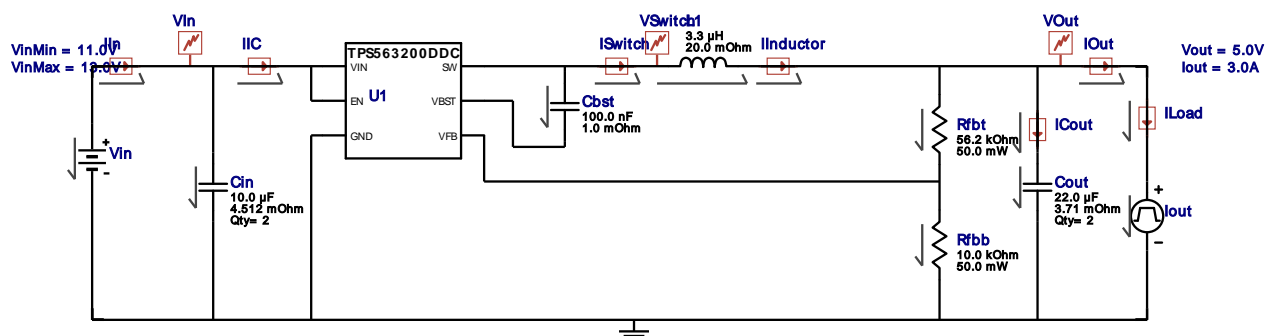 VIn
VSwitch
L1
VOut
VinMin = 11.0V
VinMax = 13.0V
IIn
IIC
TPS563200DDC
VIN
SW
EN
U1
VBST
GND
VFB
ISwitch
3.3 µH
20.0 mOhm
IInductor
IOut
Vout = 5.0V
Iout = 3.0A
Cbst
100.0 nF
1.0 mOhm
Rfbt
56.2 kOhm
50.0 mW
ICout
ILoad
+
Vin
-
Cin
10.0 µF
4.512 mOhm
Qty= 2
Cout
22.0 µF
3.71 mOhm
Qty= 2
+
Iout
-
Rfbb
10.0 kOhm
50.0 mW